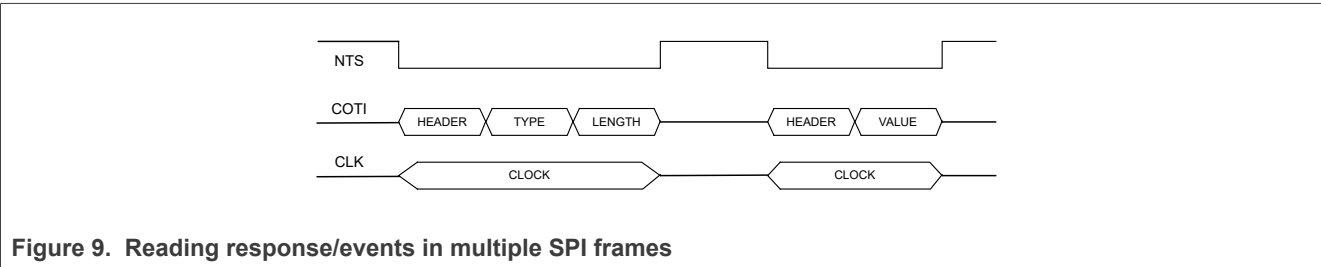 NTS
COTI
HEADER TYPE LENGTH HEADER VALUE
CLK
CLOCK CLOCK
Figure 9. Reading response/events in multiple SPI frames